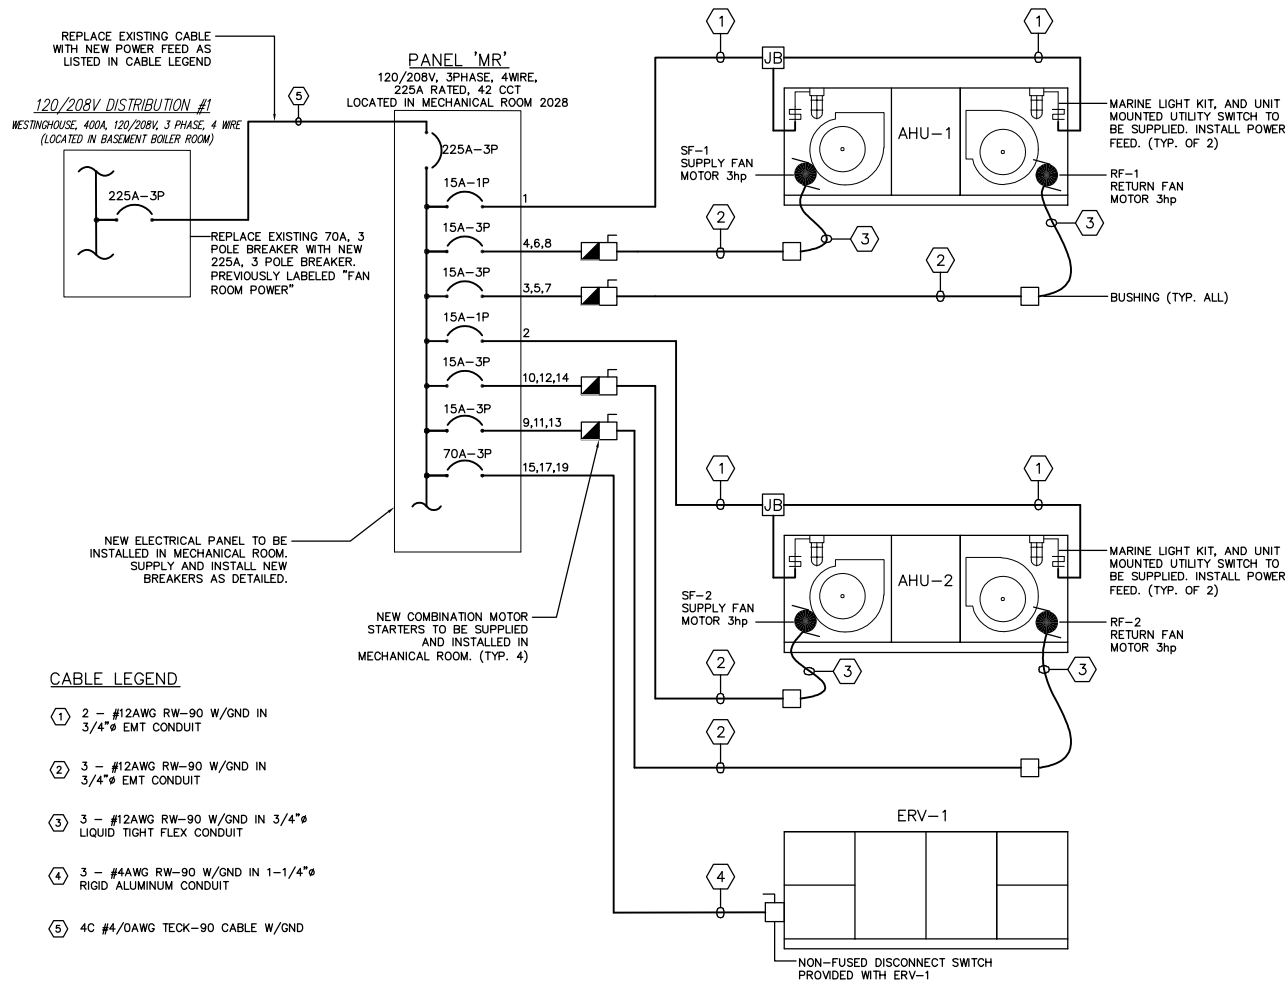 REPLACE EXISTING CABLE
WITH NEW POWER FEED AS
LISTED IN CABLE LEGEND
120/208V DISTRIBUTION #1
WESTINGHOUSE, 400A, 120/208V, 3 PHASE, 4 WIRE
(LOCATED IN BASEMENT BOILER ROOM)
225A-3P
REPLACE EXISTING 70A, 3
POLE BREAKER WITH NEW
225A, 3 POLE BREAKER.
PREVIOUSLY LABELED "FAN
ROOM POWER"
5
PANEL 'MR'
120/208V, 3PHASE, 4WIRE,
225A RATED, 42 CCT
LOCATED IN MECHANICAL ROOM 2028
225A-3P
15A-1P
1
15A-3P
4,6,8
15A-3P
3,5,7
15A-1P
2
15A-3P
10,12,14
15A-3P
9,11,13
70A-3P
15,17,19
NEW ELECTRICAL PANEL TO BE
INSTALLED IN MECHANICAL ROOM.
SUPPLY AND INSTALL NEW
BREAKERS AS DETAILED.
NEW COMBINATION MOTOR
STARTERS TO BE SUPPLIED
AND INSTALLED IN
MECHANICAL ROOM. (TYP. 4)
1
JB
1
AHU-1
MARINE LIGHT KIT, AND UNIT
MOUNTED UTILITY SWITCH TO
BE SUPPLIED. INSTALL POWER
FEED. (TYP. OF 2)
SF-1
SUPPLY FAN
MOTOR 3hp
RF-1
RETURN FAN
MOTOR 3hp
2
3
3
2
BUSHING (TYP. ALL)
1
JB
1
AHU-2
MARINE LIGHT KIT, AND UNIT
MOUNTED UTILITY SWITCH TO
BE SUPPLIED. INSTALL POWER
FEED. (TYP. OF 2)
SF-2
SUPPLY FAN
MOTOR 3hp
RF-2
RETURN FAN
MOTOR 3hp
2
3
3
2
ERV-1
4
NON-FUSED DISCONNECT SWITCH
PROVIDED WITH ERV-1
CABLE LEGEND
1 2 - #12AWG RW-90 W/GND IN
3/4"ø EMT CONDUIT
2 3 - #12AWG RW-90 W/GND IN
3/4"ø EMT CONDUIT
3 3 - #12AWG RW-90 W/GND IN 3/4"ø
LIQUID TIGHT FLEX CONDUIT
4 3 - #4AWG RW-90 W/GND IN 1-1/4"ø
RIGID ALUMINUM CONDUIT
5 4C #4/0AWG TECK-90 CABLE W/GND